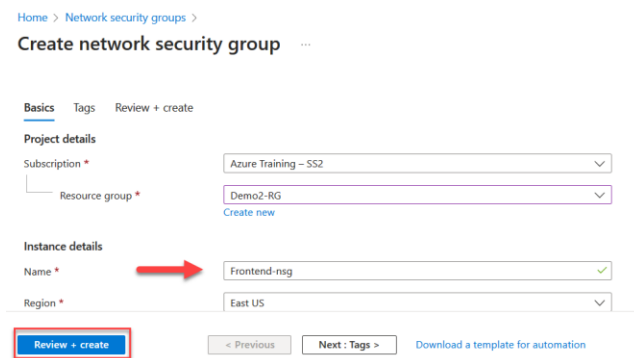 Home > Network security groups >
Create network security group ...
Basics Tags Review + create
Project details
Subscription *
Azure Training – SS2
Resource group *
Demo2-RG
Create new
Instance details
Name *
Frontend-nsg
Region *
East US
Review + create
< Previous
Next : Tags >
Download a template for automation